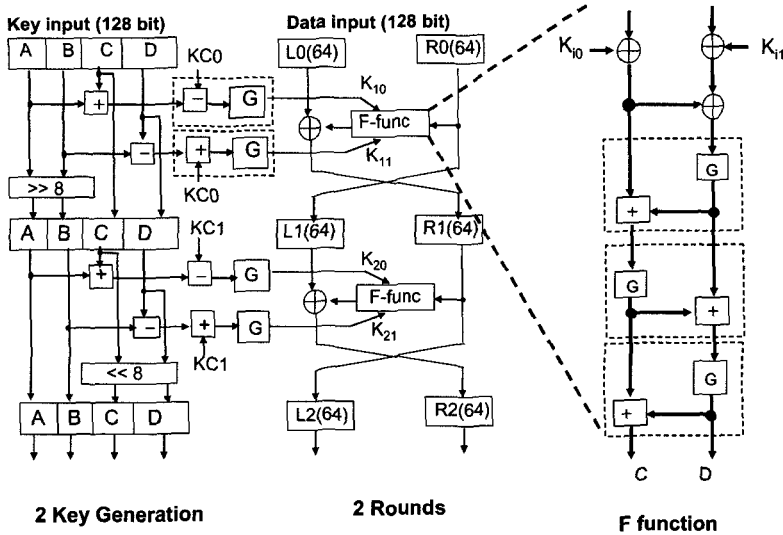 Key input (128 bit)
Data input (128 bit)
A B C D
KC0
L0(64)
R0(64)
K10
+
−
G
F-func
K11
−
+
G
KC0
>> 8
A B C D
KC1
L1(64)
R1(64)
K20
+
−
G
F-func
K21
−
+
G
KC1
<< 8
A B C D
L2(64)
R2(64)
2 Key Generation
2 Rounds
Ki0
Ki1
G
+
G
+
G
+
C
D
F function